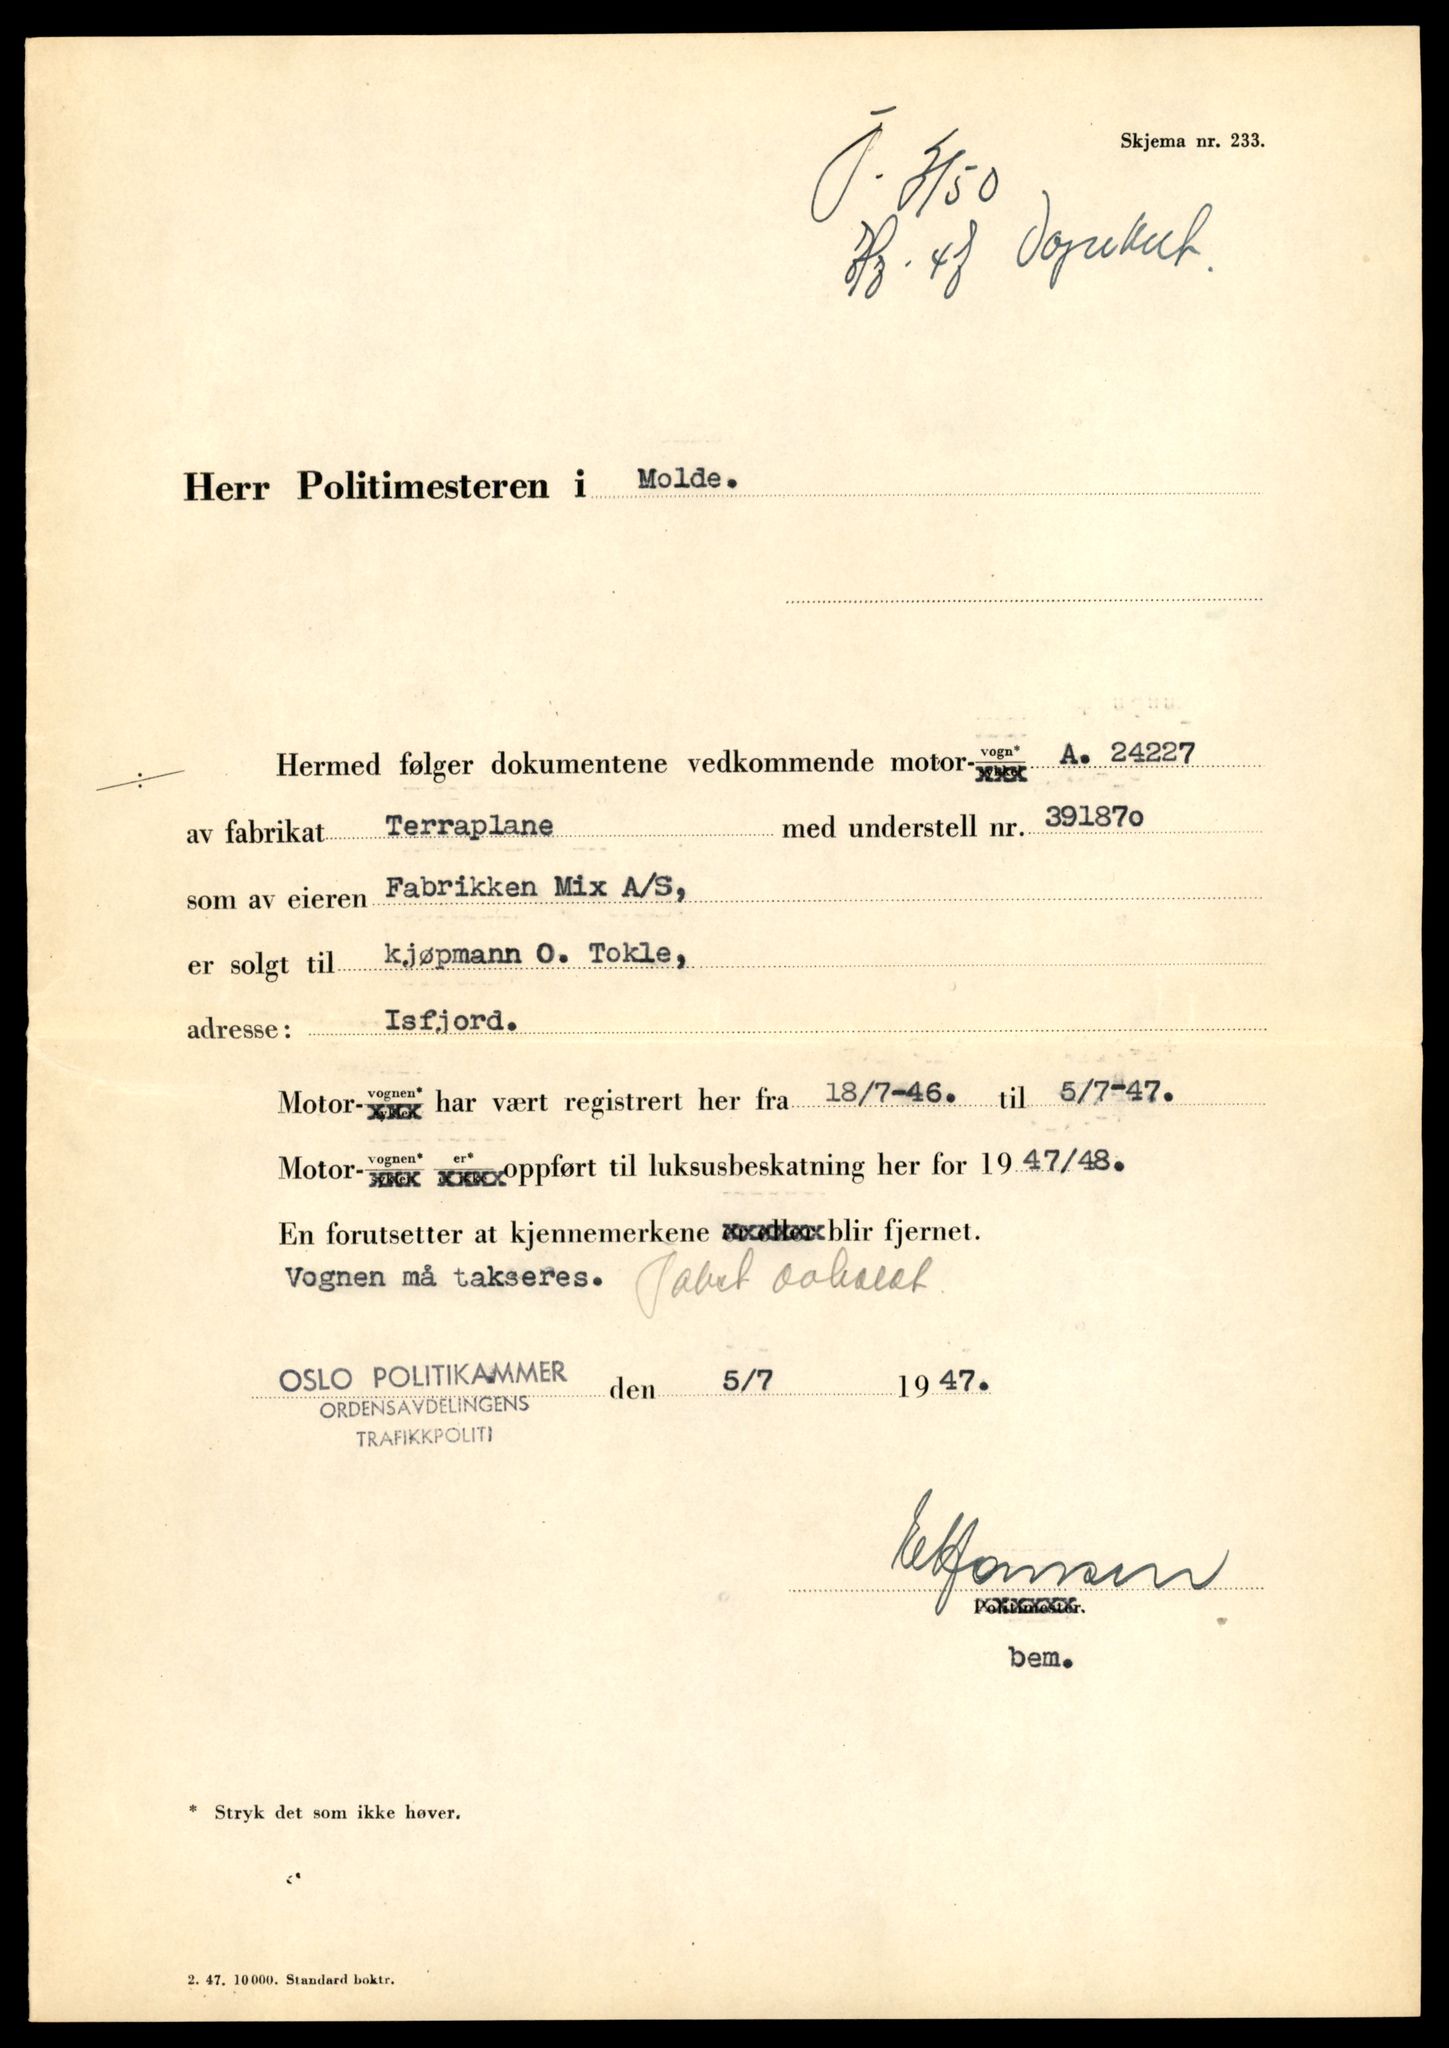 Skjema nr. 233.
Herr Politimesteren i Molde.
Hermed følger dokumentene vedkommende motor-vogn* A. 24227
av fabrikat Terraplane med understell nr. 391870
som av eieren Fabrikken Mix A/S,
er solgt til kjøpmann O. Tokle,
adresse: Isfjord.
Motor-vognen* har vært registrert her fra 18/7-46. til 5/7-47.
Motor-vognen* er* oppført til luksusbeskatning her for 1947/48.
En forutsetter at kjennemerkene blir fjernet.
Vognen må takseres.
OSLO POLITIKAMMER den 5/7 1947.
ORDENSAVDELINGENS
TRAFIKKPOLITI
Hansen
Politimester.
bem.
* Stryk det som ikke høver.
2. 47. 10000. Standard boktr.